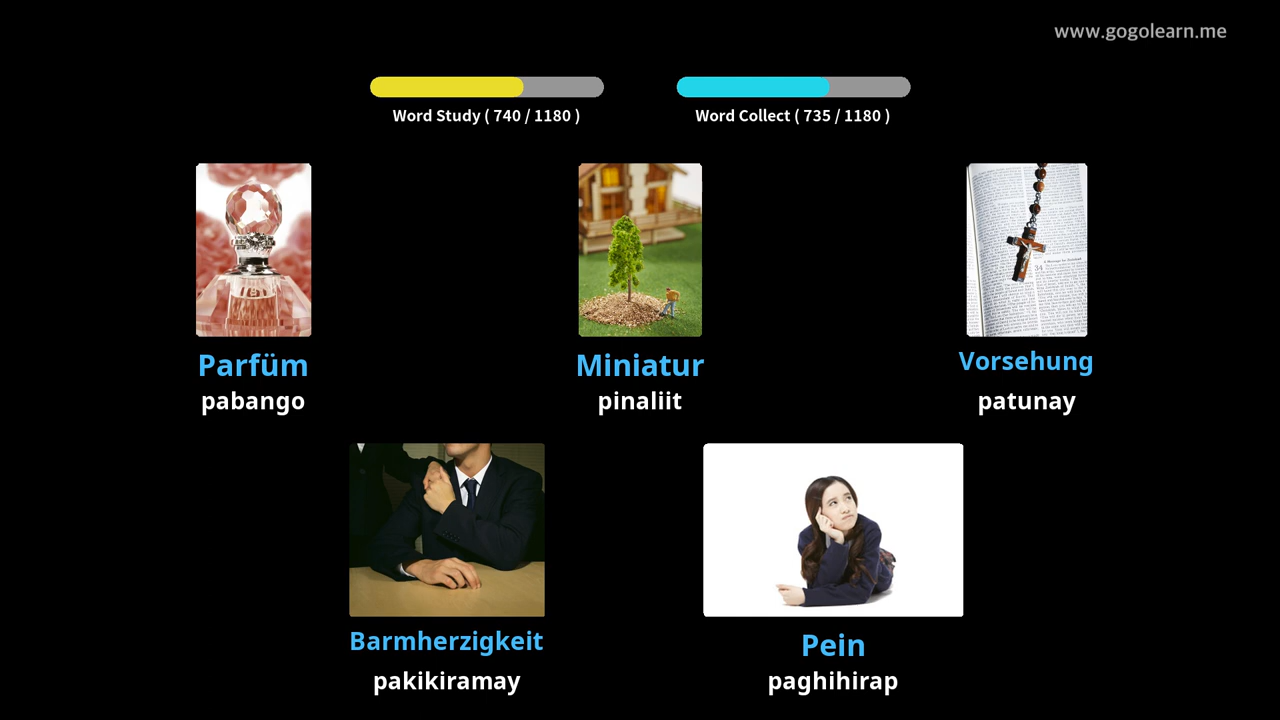 www.gogolearn.me
Word Study ( 740 / 1180 )
Word Collect ( 735 / 1180 )
Parfüm
pabango
Miniatur
pinaliit
Vorsehung
patunay
Barmherzigkeit
pakikiramay
Pein
paghihirap